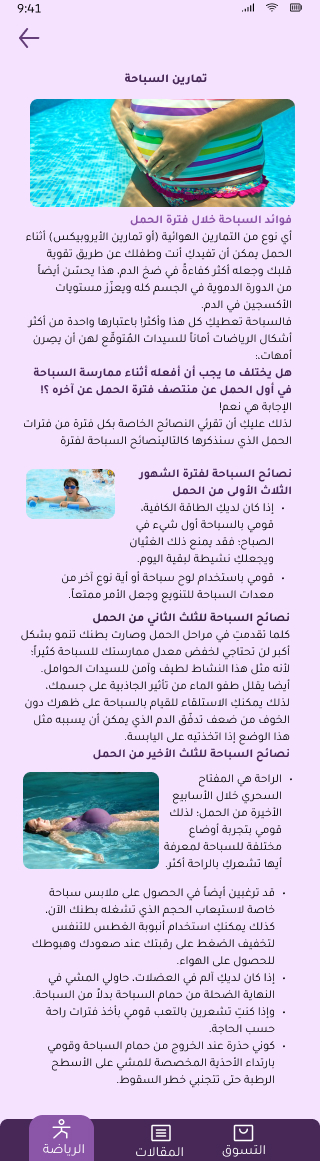 9:41
تمارين السباحة
فوائد السباحة خلال فترة الحمل
أي نوع من التمارين الهوائية (أو تمارين الأيروبيكس) أثناء
الحمل يمكن أن تفيدكِ أنت وطفلك عن طريق تقوية
قلبك وجعله أكثر كفاءةً في ضخ الدم، هذا يحسّن أيضاً
من الدورة الدموية في الجسم كله ويعزّز مستويات
الأكسجين في الدم.
فالسباحة تعطيكِ كل هذا وأكثر! باعتبارها واحدة من أكثر
أشكال الرياضات أماناً للسيدات المُتوقّع لهن أن يصِرن
أمهات.:
هل يختلف ما يجب أن أفعله أثناء ممارسة السباحة
في أول الحمل عن منتصف فترة الحمل عن آخره ؟!
الإجابة هي نعم!
لذلك عليكِ أن تقرئي النصائح الخاصة بكل فترة من فترات
الحمل الذي سنذكرها كالتالينصائح السباحة لفترة
نصائح السباحة لفترة الشهور
الثلاث الأولى من الحمل
• إذا كان لديكِ الطاقة الكافية،
قومي بالسباحة أول شيء في
الصباح؛ فقد يمنع ذلك الغثيان
ويجعلكِ نشيطة لبقية اليوم.
• قومي باستخدام لوح سباحة أو أية نوع آخر من
معدات السباحة للتنويع وجعل الأمر ممتعاً.
نصائح السباحة للثلث الثاني من الحمل
كلما تقدمتِ في مراحل الحمل وصارت بطنك تنمو بشكل
أكبر لن تحتاجي لخفض معدل ممارستك للسباحة كثيراً؛
لأنه مثل هذا النشاط لطيف وآمن للسيدات الحوامل.
أيضا يقلل طفو الماء من تأثير الجاذبية على جسمك،
لذلك يمكنكِ الاستلقاء للقيام بالسباحة على ظهرك دون
الخوف من ضعف تدفّق الدم الذي يمكن أن يسببه مثل
هذا الوضع إذا اتخذتيه على اليابسة.
نصائح السباحة للثلث الأخير من الحمل
• الراحة هي المفتاح
السحري خلال الأسابيع
الأخيرة من الحمل؛ لذلك
قومي بتجربة أوضاع
مختلفة للسباحة لمعرفة
أيها تشعركِ بالراحة أكثر.
• قد ترغبين أيضاً في الحصول على ملابس سباحة
خاصة لاستيعاب الحجم الذي تشغله بطنك الآن،
كذلك يمكنكِ استخدام أنبوبة الغطس للتنفس
لتخفيف الضغط على رقبتك عند صعودك وهبوطك
للحصول على الهواء.
• إذا كان لديكِ ألم في العضلات، حاولي المشي في
النهاية الضحلة من حمام السباحة بدلاً من السباحة.
• وإذا كنتِ تشعرين بالتعب قومي بأخذ فترات راحة
حسب الحاجة.
• كوني حذرة عند الخروج من حمام السباحة وقومي
بارتداء الأحذية المخصصة للمشي على الأسطح
الرطبة حتى تتجنبي خطر السقوط.
التسوق
المقالات
الرياضة